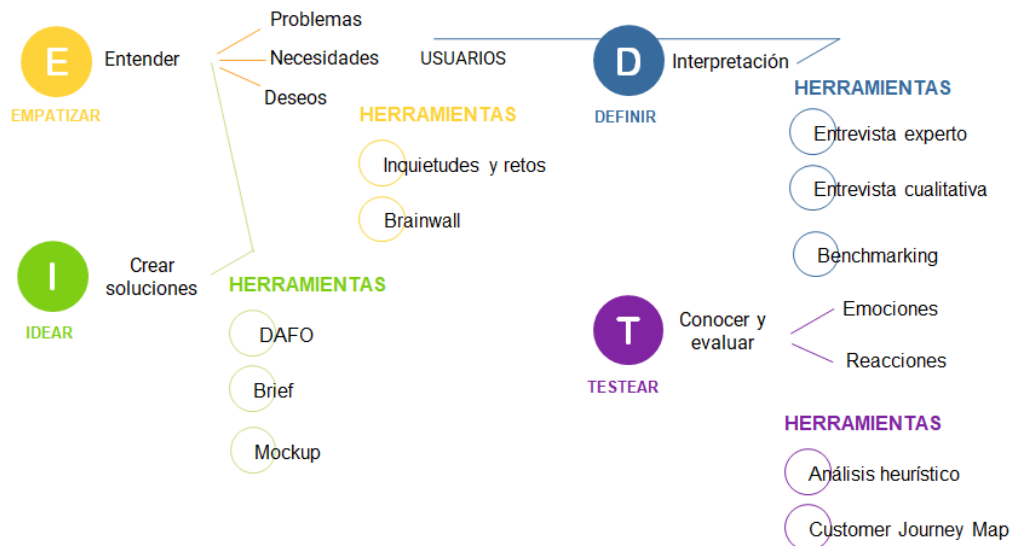 E
EMPATIZAR
Entender
Problemas
Necesidades
Deseos
USUARIOS
HERRAMIENTAS
Inquietudes y retos
Brainwall
D
DEFINIR
Interpretación
HERRAMIENTAS
Entrevista experto
Entrevista cualitativa
Benchmarking
I
IDEAR
Crear
soluciones
HERRAMIENTAS
DAFO
Brief
Mockup
T
TESTEAR
Conocer y
evaluar
Emociones
Reacciones
HERRAMIENTAS
Análisis heurístico
Customer Journey Map